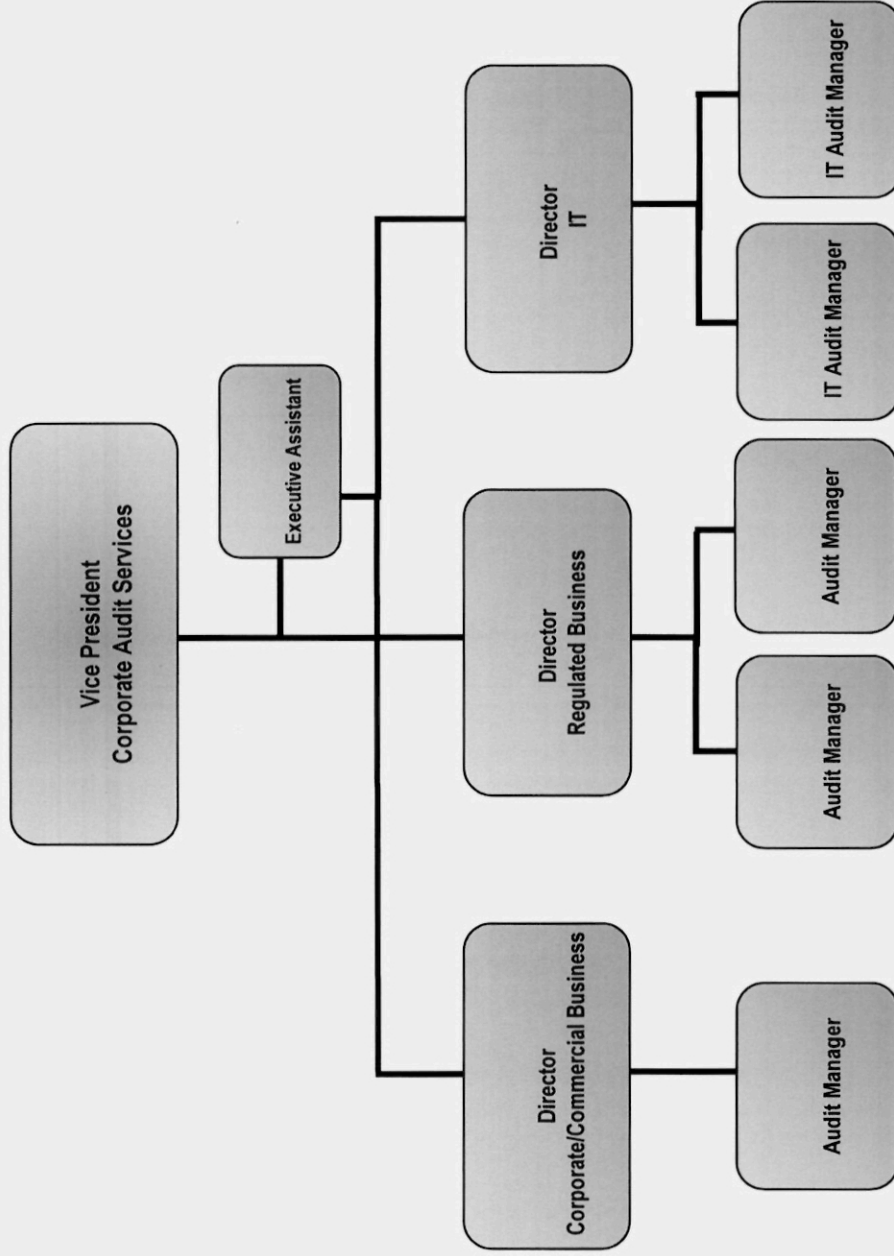 Vice President
Corporate Audit Services
Executive Assistant
Director
Corporate/Commercial Business
Director
Regulated Business
Director
IT
Audit Manager
Audit Manager
Audit Manager
IT Audit Manager
IT Audit Manager